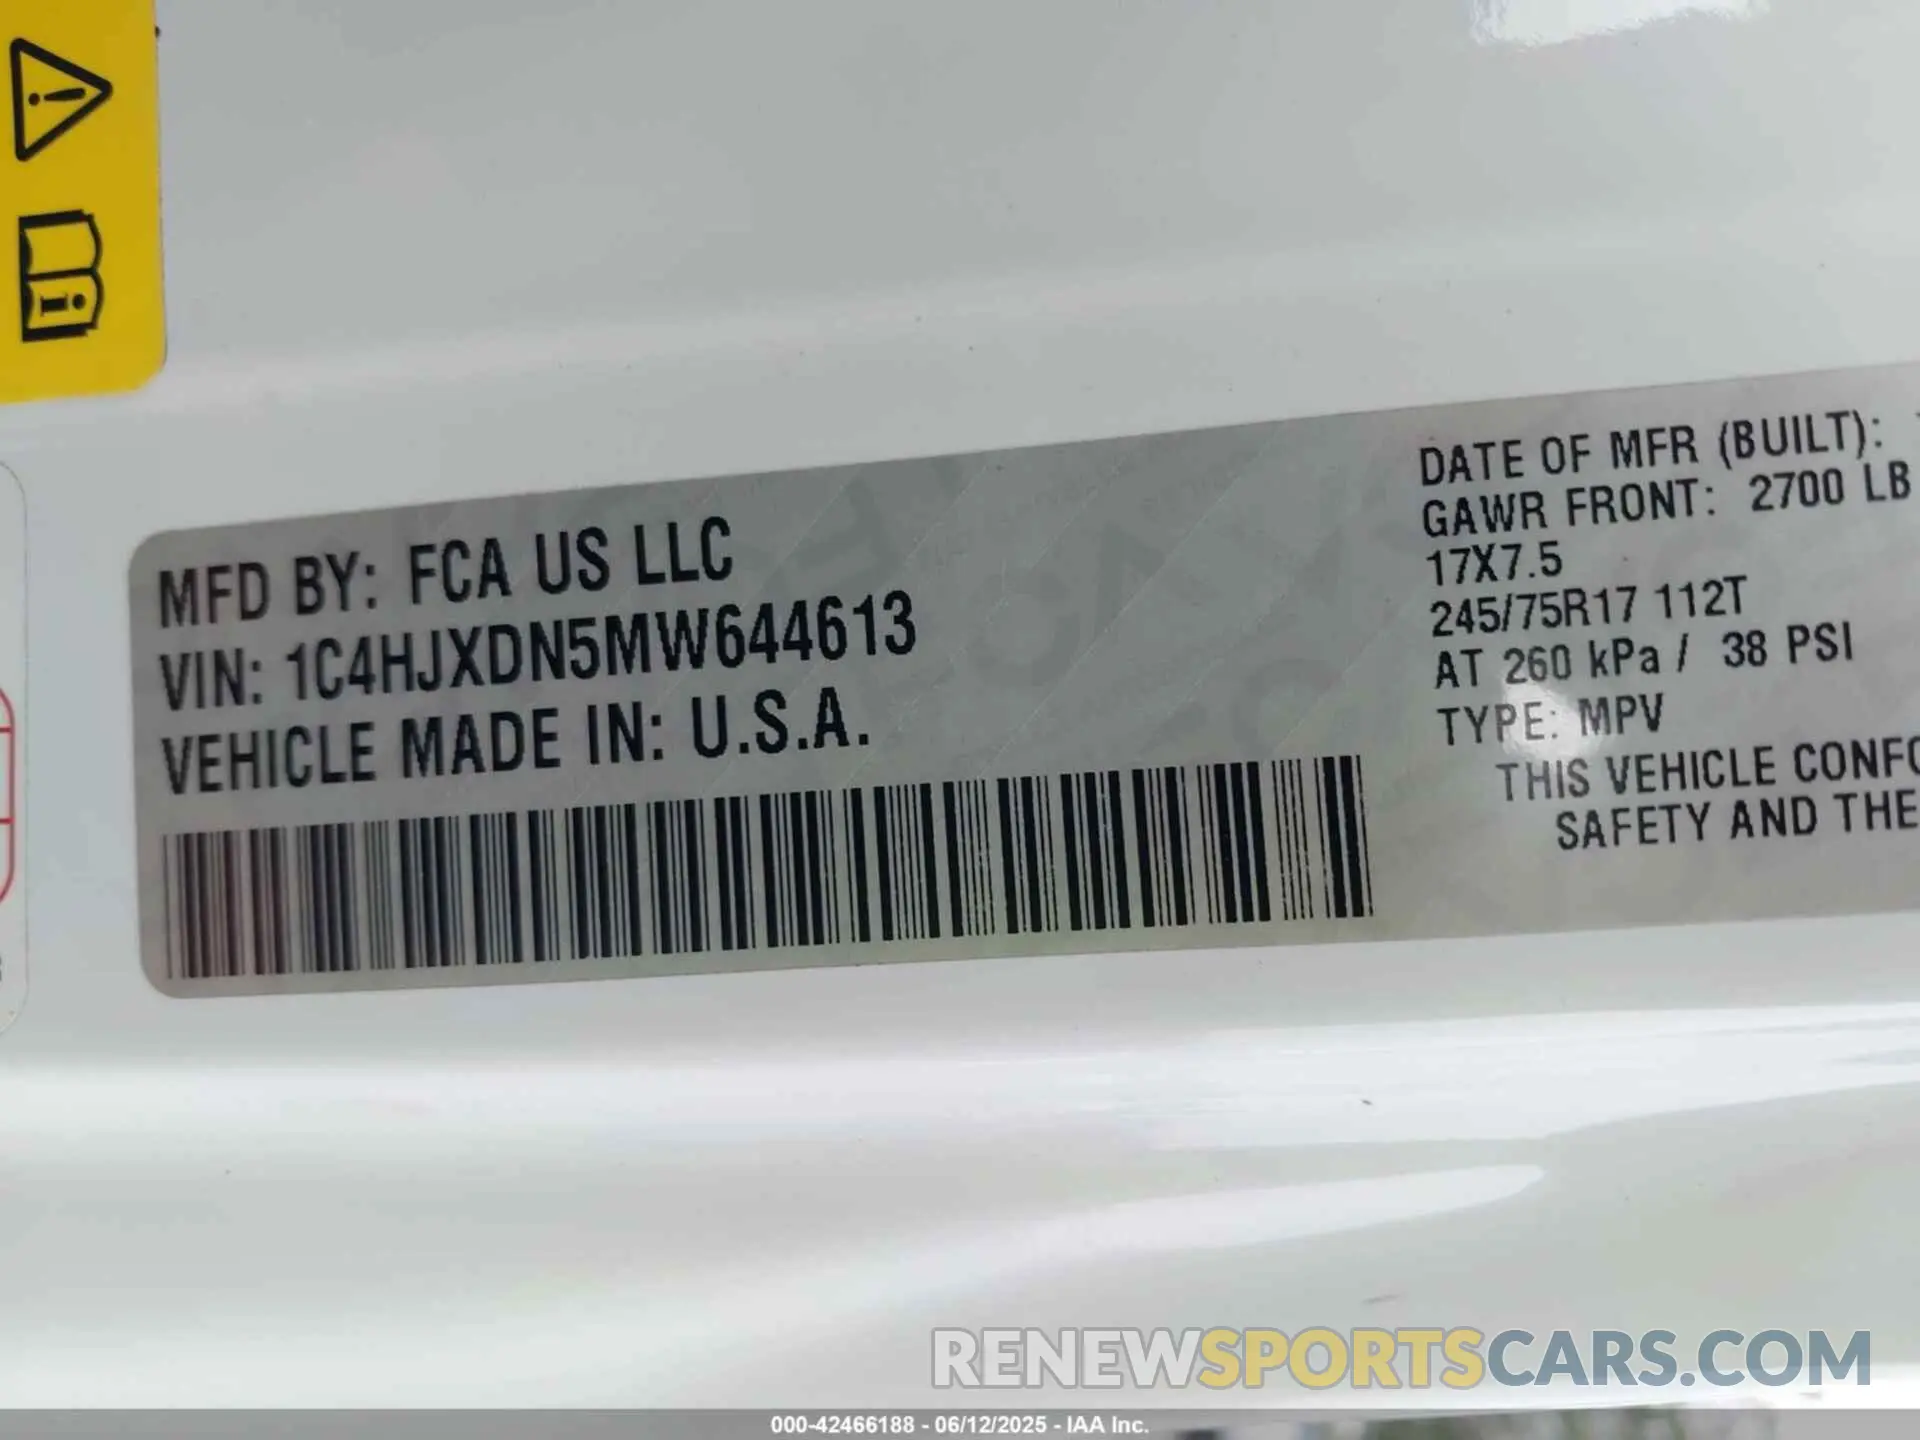 MFD BY: FCA US LLC
VIN: 1C4HJXDN5MW644613
VEHICLE MADE IN: U.S.A.
DATE OF MFR (BUILT):
GAWR FRONT: 2700 LB
17X7.5
245/75R17 112T
AT 260 kPa / 38 PSI
TYPE: MPV
THIS VEHICLE
SAFETY AND THE
RENEWSPORTSCARS.COM
000-42466188 - 06/12/2025 - IAA Inc.